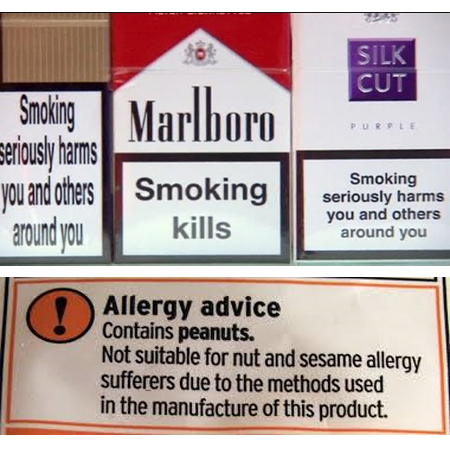 Smoking
seriously harms
you and others
around you
Marlboro
Smoking
kills
SILK
CUT
PURPLE
Smoking
seriously harms
you and others
around you
Allergy advice
Contains peanuts.
Not suitable for nut and sesame allergy
sufferers due to the methods used
in the manufacture of this product.